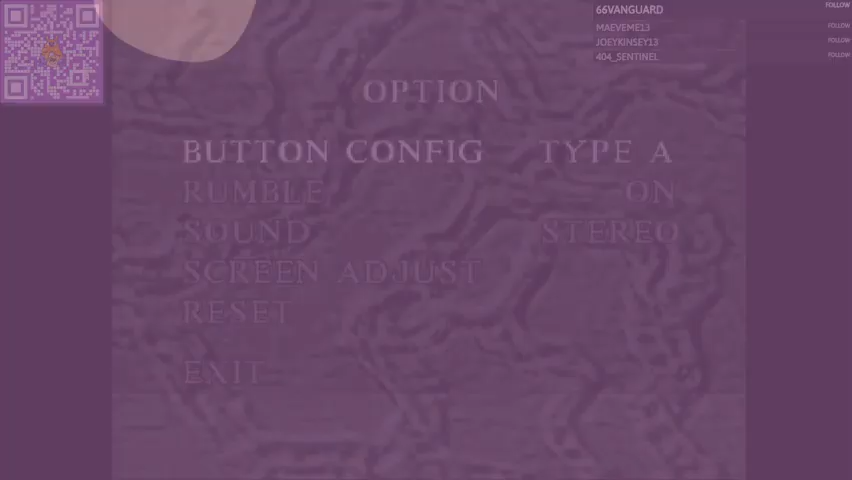 66VANGUARD FOLLOW
MAEVEME13 FOLLOW
JOEYKINSEY13
404_SENTINEL FOLLOW
OPTION
BUTTON CONFIG TYPE A
RUMBLE ON
SOUND STEREO
SCREEN ADJUST
RESET
EXIT